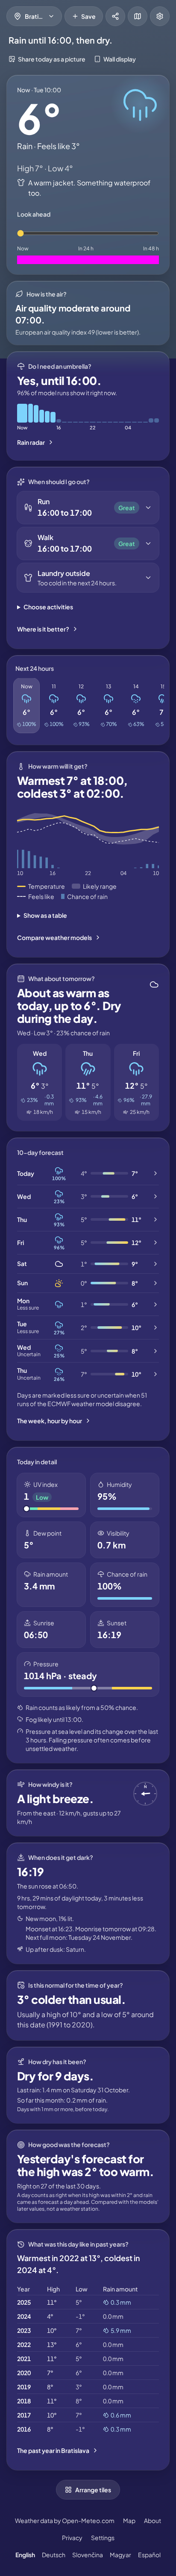 Brati...
Save
Rain until 16:00, then dry.
Share today as a picture
Wall display
Now · Tue 10:00
6°
Rain · Feels like 3°
High 7° · Low 4°
A warm jacket. Something waterproof
too.
Look ahead
Now In 24 h In 48 h
How is the air?
Air quality moderate around
07:00.
European air quality index 49 (lower is better).
Do I need an umbrella?
Yes, until 16:00.
96% of model runs show it right now.
Now 16 22 04
Rain radar
When should I go out?
Run
16:00 to 17:00
Great
Walk
16:00 to 17:00
Great
Laundry outside
Too cold in the next 24 hours.
Choose activities
Where is it better?
Next 24 hours
Now 11 12 13 14
6° 6° 6° 6° 6° 7
100% 100% 93% 70% 63% 5
How warm will it get?
Warmest 7° at 18:00,
coldest 3° at 02:00.
10 16 22 04 10
Temperature Likely range
Feels like Chance of rain
Show as a table
Compare weather models
What about tomorrow?
About as warm as
today, up to 6°. Dry
during the day.
Wed · Low 3° · 23% chance of rain
Wed Thu Fri
6° 3° 11° 5° 12° 5°
23% 0.3 mm 93% 4.6 mm 96% 27.9 mm
18 km/h 15 km/h 25 km/h
10-day forecast
Today 100% 4° 7°
Wed 23% 3° 6°
Thu 93% 5° 11°
Fri 96% 5° 12°
Sat 1° 9°
Sun 0° 8°
Mon Less sure 1° 6°
Tue Less sure 27% 2° 10°
Wed Uncertain 25% 5° 8°
Thu Uncertain 24% 7° 10°
Days are marked less sure or uncertain when 51
runs of the ECMWF weather model disagree.
The week, hour by hour
Today in detail
UV index
1 Low
Humidity
95%
Dew point
5°
Visibility
0.7 km
Rain amount
3.4 mm
Chance of rain
100%
Sunrise
06:50
Sunset
16:19
Pressure
1014 hPa · steady
Rain counts as likely from a 50% chance.
Fog likely until 13:00.
Pressure at sea level and its change over the last
3 hours. Falling pressure often comes before
unsettled weather.
How windy is it?
A light breeze.
From the east · 12 km/h, gusts up to 27
km/h
N
When does it get dark?
16:19
The sun rose at 06:50.
9 hrs, 29 mins of daylight today, 3 minutes less
tomorrow.
New moon, 1% lit.
Moonset at 16:23. Moonrise tomorrow at 09:28.
Next full moon: Tuesday 24 November.
Up after dusk: Saturn.
Is this normal for the time of year?
3° colder than usual.
Usually a high of 10° and a low of 5° around
this date (1991 to 2020).
How dry has it been?
Dry for 9 days.
Last rain: 1.4 mm on Saturday 31 October.
So far this month: 0.2 mm of rain.
Days with 1 mm or more, before today.
How good was the forecast?
Yesterday's forecast for
the high was 2° too warm.
Right on 27 of the last 30 days.
A day counts as right when its high was within 2° of what was
forecast a day ahead. Compared with the models'
later values, not with a station.
What was this day like in past years?
Warmest in 2022 at 13°, coldest in
2024 at 4°.
Year High Low Rain amount
2025 11° 5° 0.3 mm
2024 4° -1° 0.0 mm
2023 10° 7° 5.9 mm
2022 13° 6° 0.0 mm
2021 11° 5° 0.0 mm
2020 7° 6° 0.0 mm
2019 8° 3° 0.0 mm
2018 11° 8° 0.0 mm
2017 10° 7° 0.6 mm
2016 8° -1° 0.3 mm
The past year in Bratislava
Arrange tiles
Weather data by Open-Meteo.com Map About
Privacy Settings
English Deutsch Slovenčina Magyar Español